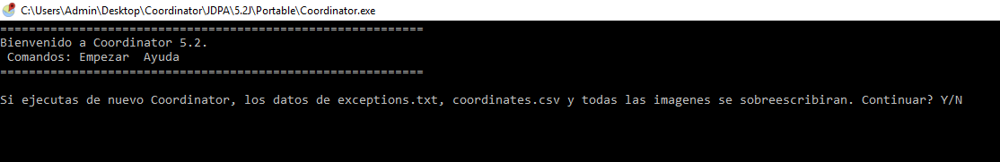 C:\Users\Admin\Desktop\Coordinator\JDPA\5.2J\Portable\Coordinator.exe
============================================================
Bienvenido a Coordinator 5.2.
 Comandos: Empezar  Ayuda
============================================================
Si ejecutas de nuevo Coordinator, los datos de exceptions.txt, coordinates.csv y todas las imagenes se sobreescribiran. Continuar? Y/N